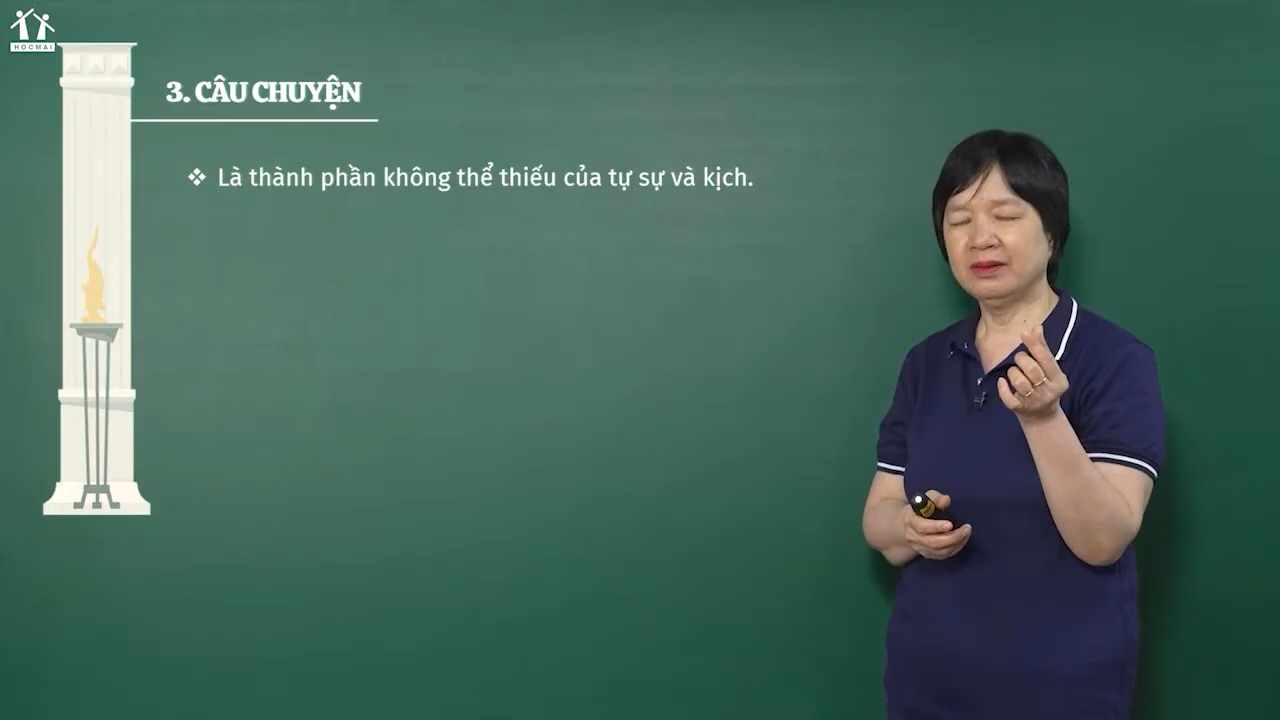 HOCMAI
3. CÂU CHUYỆN
❖ Là thành phần không thể thiếu của tự sự và kịch.